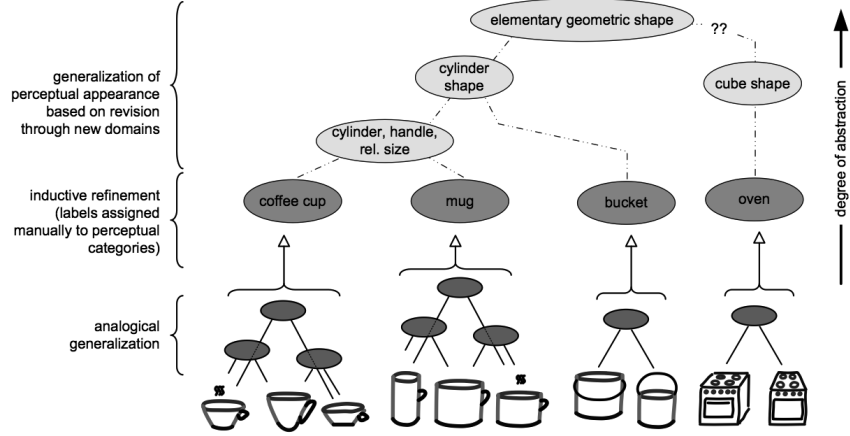 elementary geometric shape
??
cylinder
shape
cube shape
generalization of
perceptual appearance
based on revision
through new domains
cylinder, handle,
rel. size
inductive refinement
(labels assigned
manually to perceptual
categories)
coffee cup
mug
bucket
oven
analogical
generalization
degree of abstraction